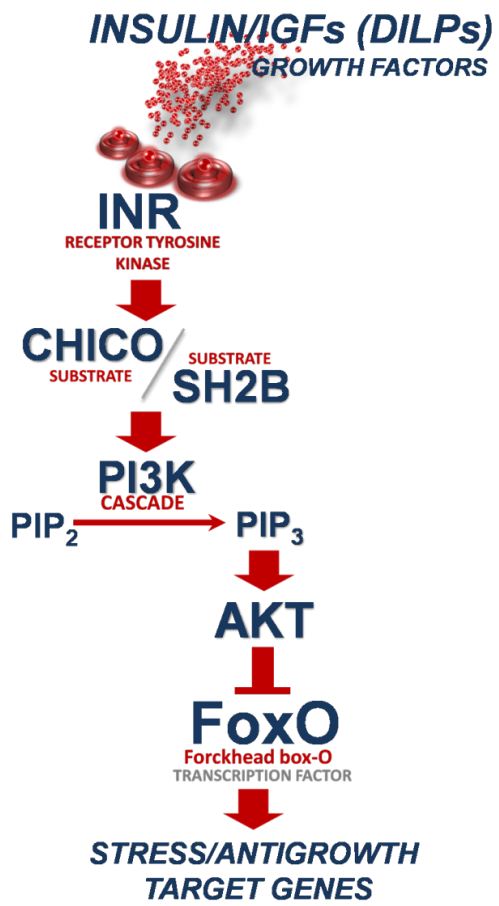 INSULIN/IGFs (DILPs)
GROWTH FACTORS
INR
RECEPTOR TYROSINE
KINASE
CHICO
SUBSTRATE
SUBSTRATE
SH2B
PI3K
CASCADE
PIP2
PIP3
AKT
FoxO
Forckhead box-O
TRANSCRIPTION FACTOR
STRESS/ANTIGROWTH
TARGET GENES